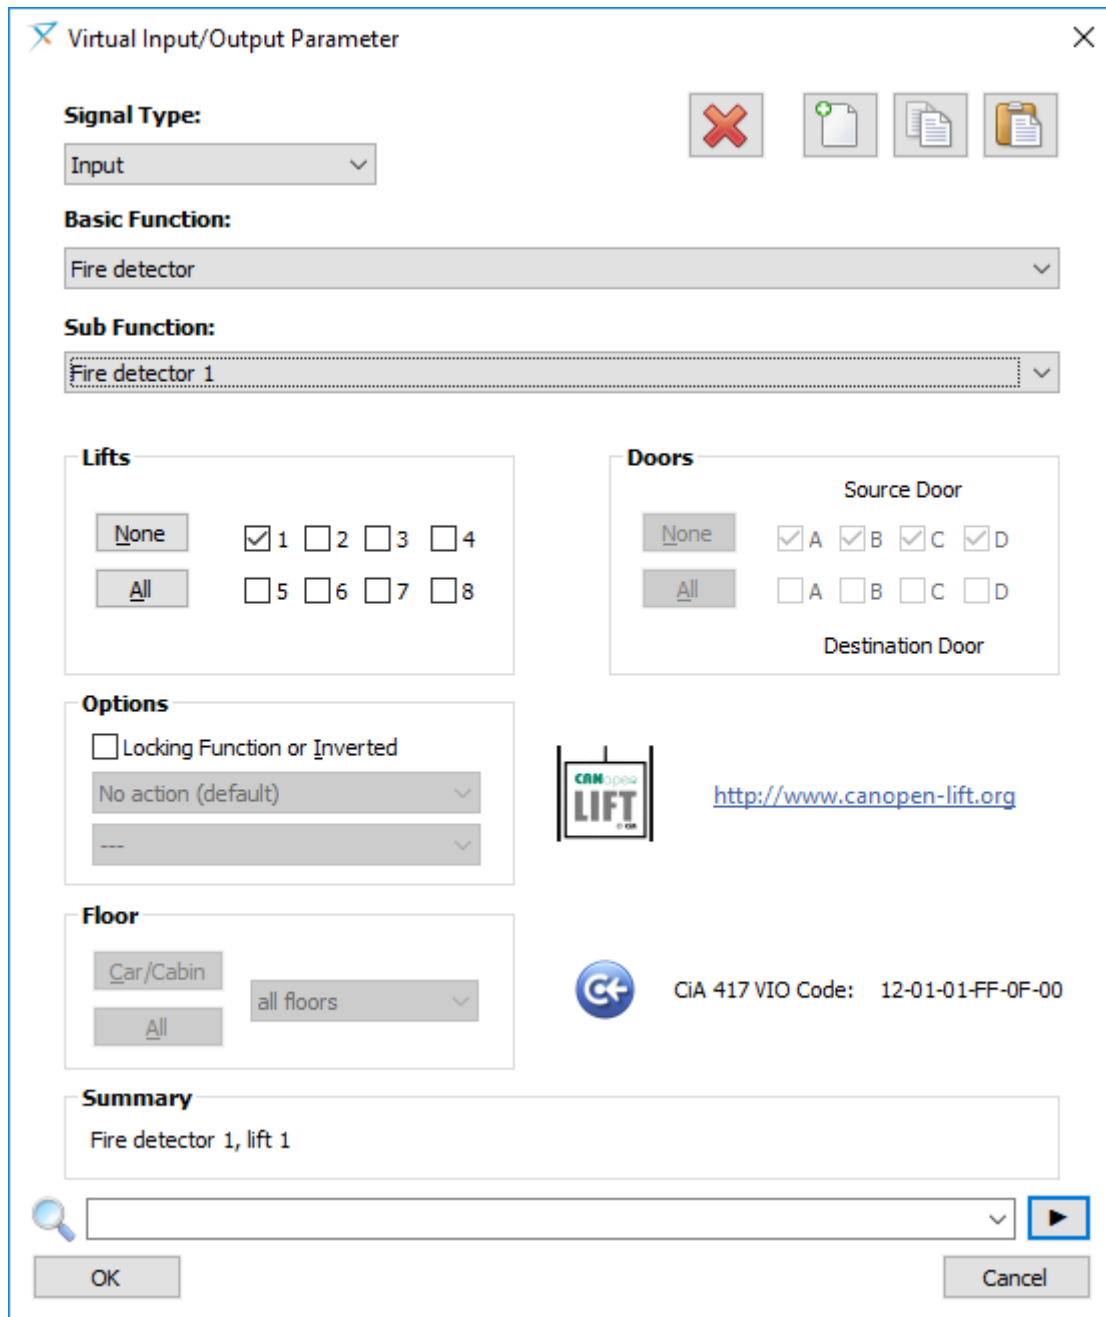 Virtual Input/Output Parameter
Signal Type:
Input
Basic Function:
Fire detector
Sub Function:
Fire detector 1
Lifts
None
1 2 3 4
All
5 6 7 8
Doors
Source Door
None
A B C D
All
A B C D
Destination Door
Options
Locking Function or Inverted
No action (default)
---
CANopen
LIFT
© CiA
http://www.canopen-lift.org
Floor
Car/Cabin
all floors
All
CiA 417 VIO Code: 12-01-01-FF-0F-00
Summary
Fire detector 1, lift 1
OK
Cancel